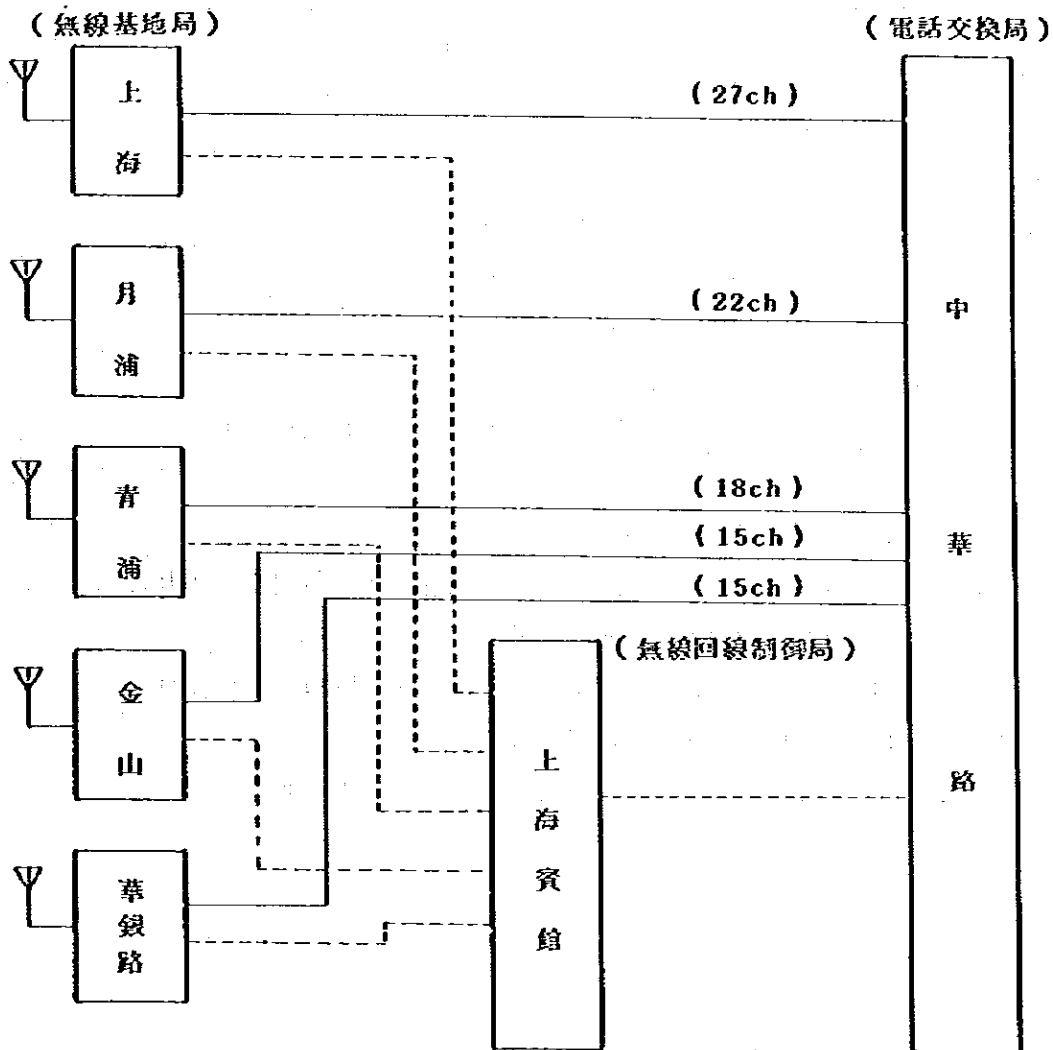 (無線基地局)
(電話交換局)
上海
(27ch)
月浦
(22ch)
中華路
青浦
(18ch)
(15ch)
(15ch)
(無線回線制御局)
金山
上海賓館
華銀路